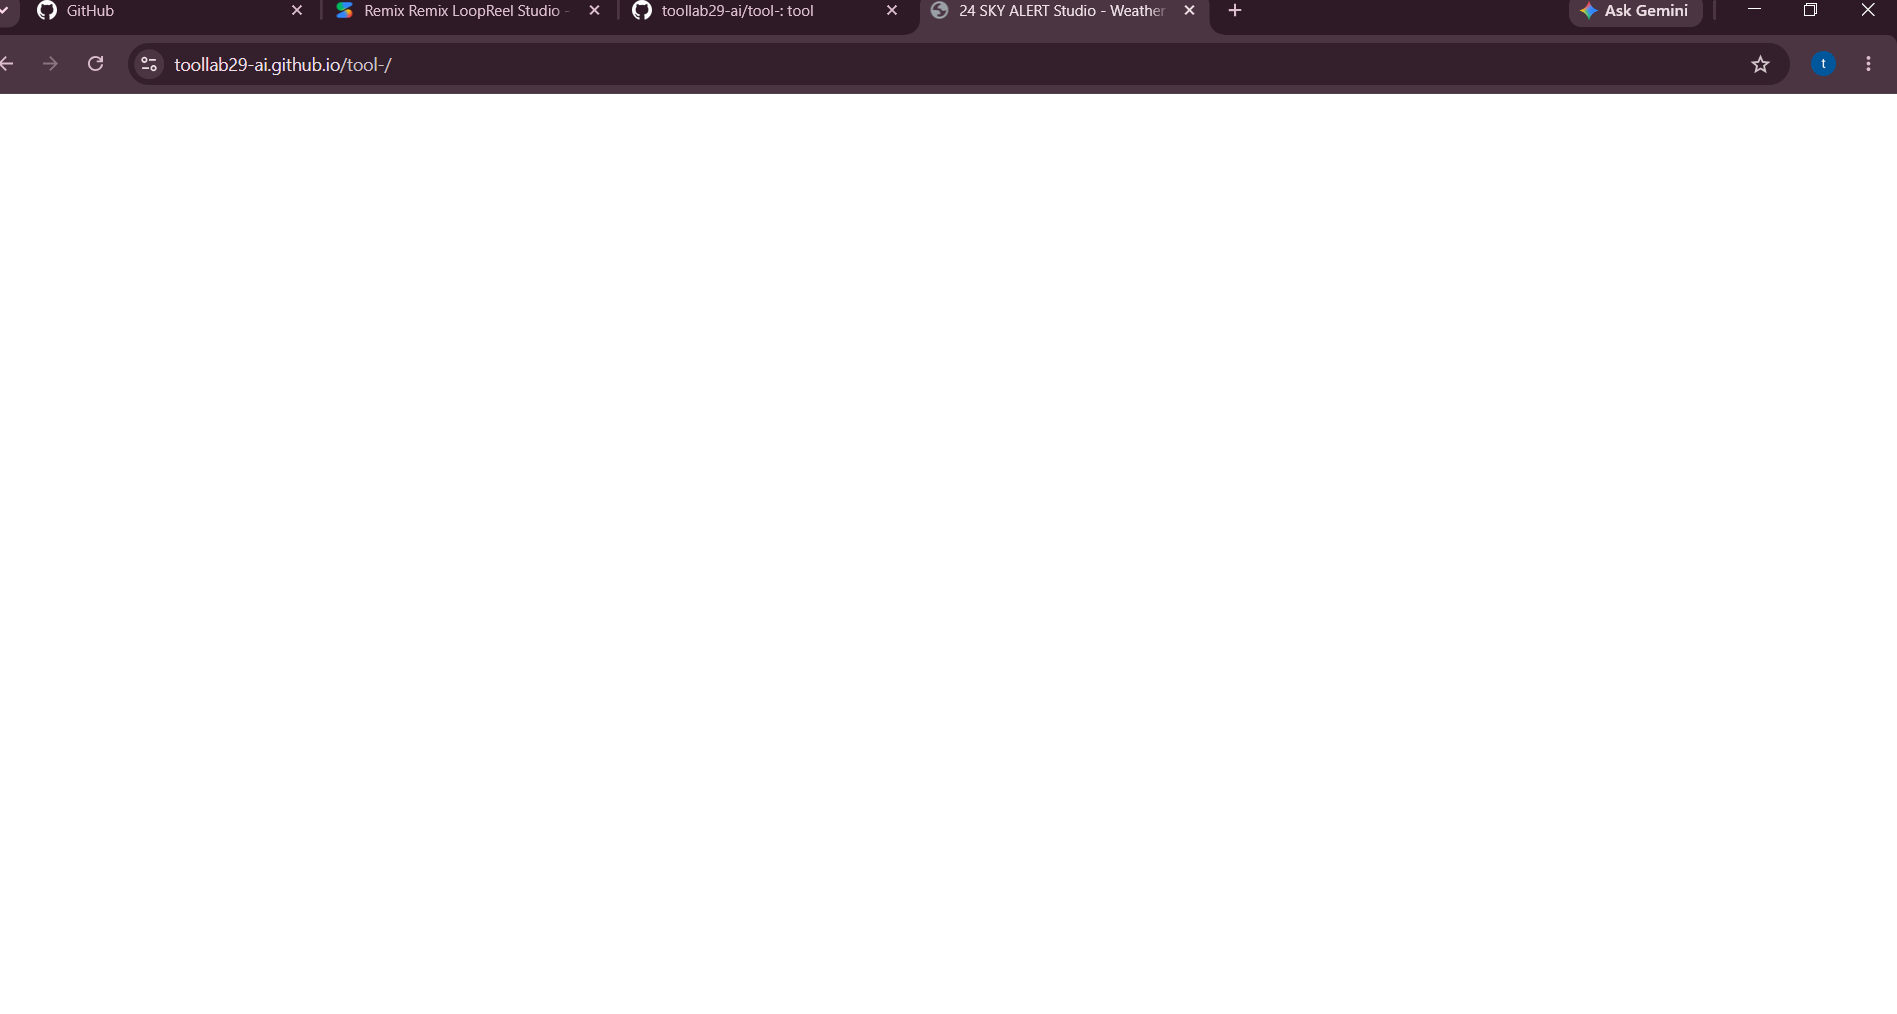 GitHub
Remix Remix LoopReel Studio -
toollab29-ai/tool-: tool
24 SKY ALERT Studio - Weather
Ask Gemini
toollab29-ai.github.io/tool-/
t